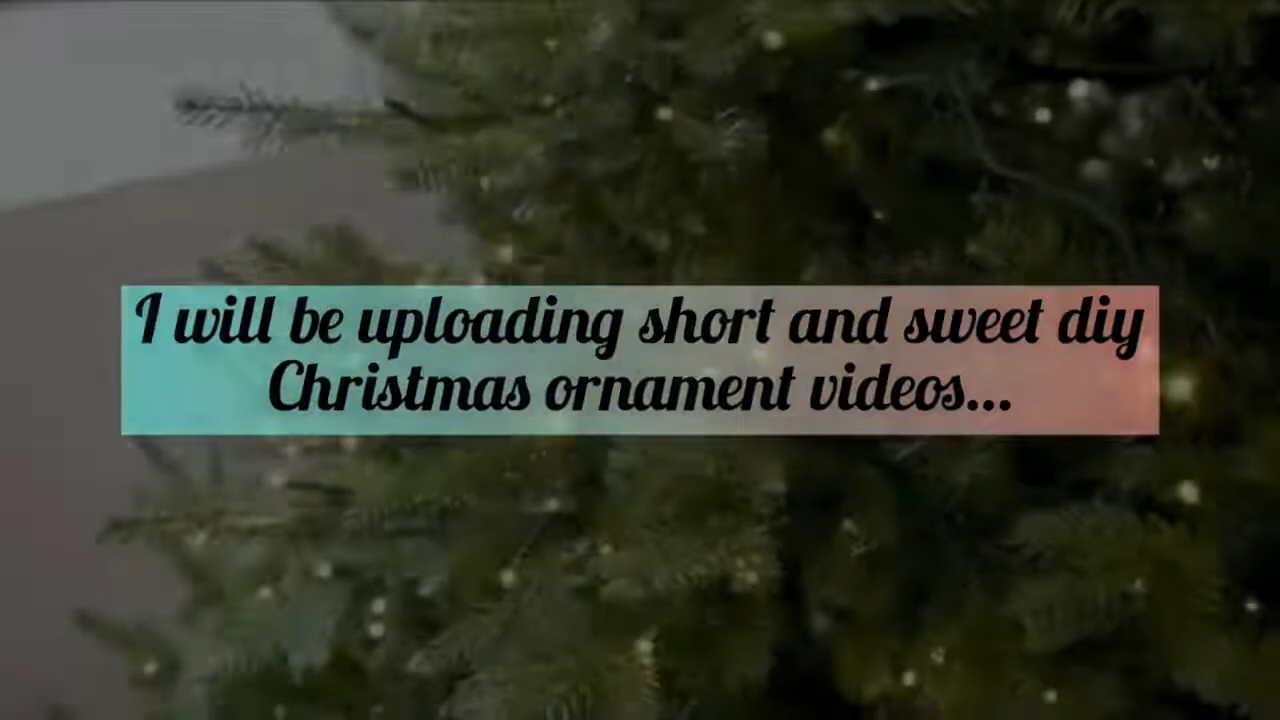 I will be uploading short and sweet diy
Christmas ornament videos...